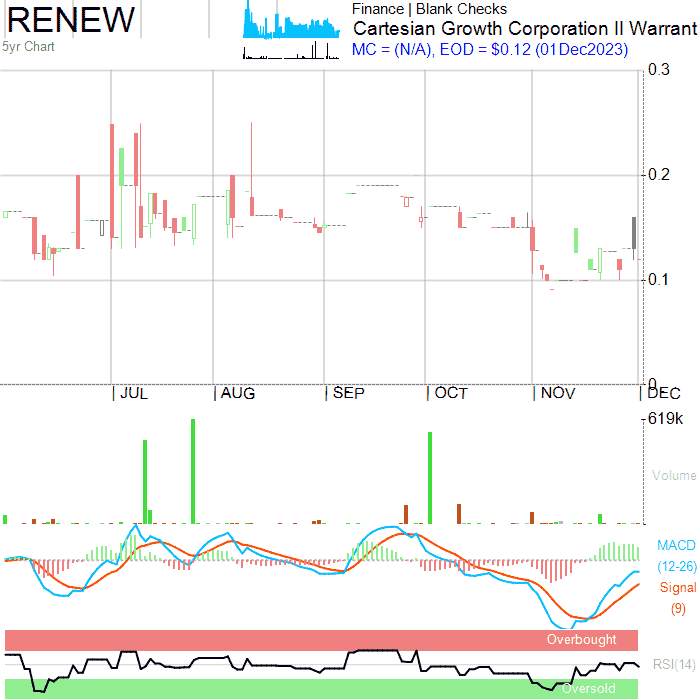 RENEW
5yr Chart
Finance | Blank Checks
Cartesian Growth Corporation II Warrant
MC = (N/A), EOD = $0.12 (01Dec2023)
0.3
0.2
0.1
0
JUL AUG SEP OCT NOV DEC
619k
Volume
MACD
(12-26)
Signal
(9)
Overbought
RSI(14)
Oversold